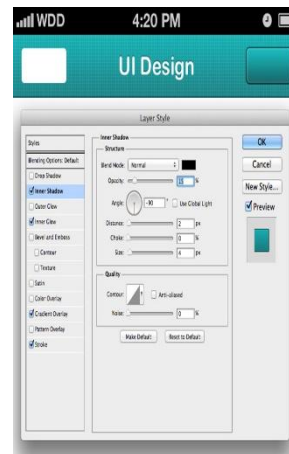 WDD 4:20 PM
UI Design
Layer Style
Styles
Blending Options: Default
Drop Shadow
Inner Shadow
Outer Glow
Inner Glow
Bevel and Emboss
Contour
Texture
Satin
Color Overlay
Gradient Overlay
Pattern Overlay
Stroke
Inner Shadow
Structure
Blend Mode: Normal
Opacity: 15 %
Angle: -90 ° Use Global Light
Distance: 2 px
Choke: 0 %
Size: 4 px
Quality
Contour: Anti-aliased
Noise: 0 %
Make Default Reset to Default
OK
Cancel
New Style...
Preview